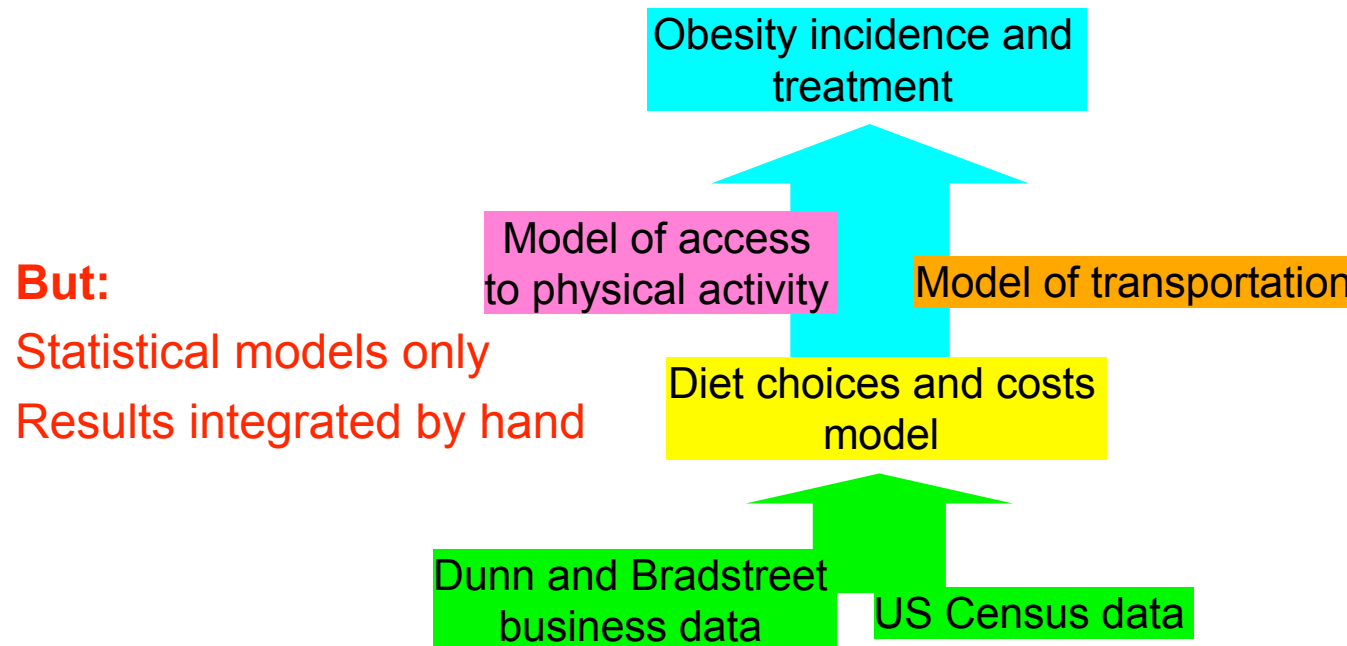 Obesity incidence and
treatment
Model of access
to physical activity
Model of transportation
But:
Statistical models only
Results integrated by hand
Diet choices and costs
model
Dunn and Bradstreet
business data
US Census data